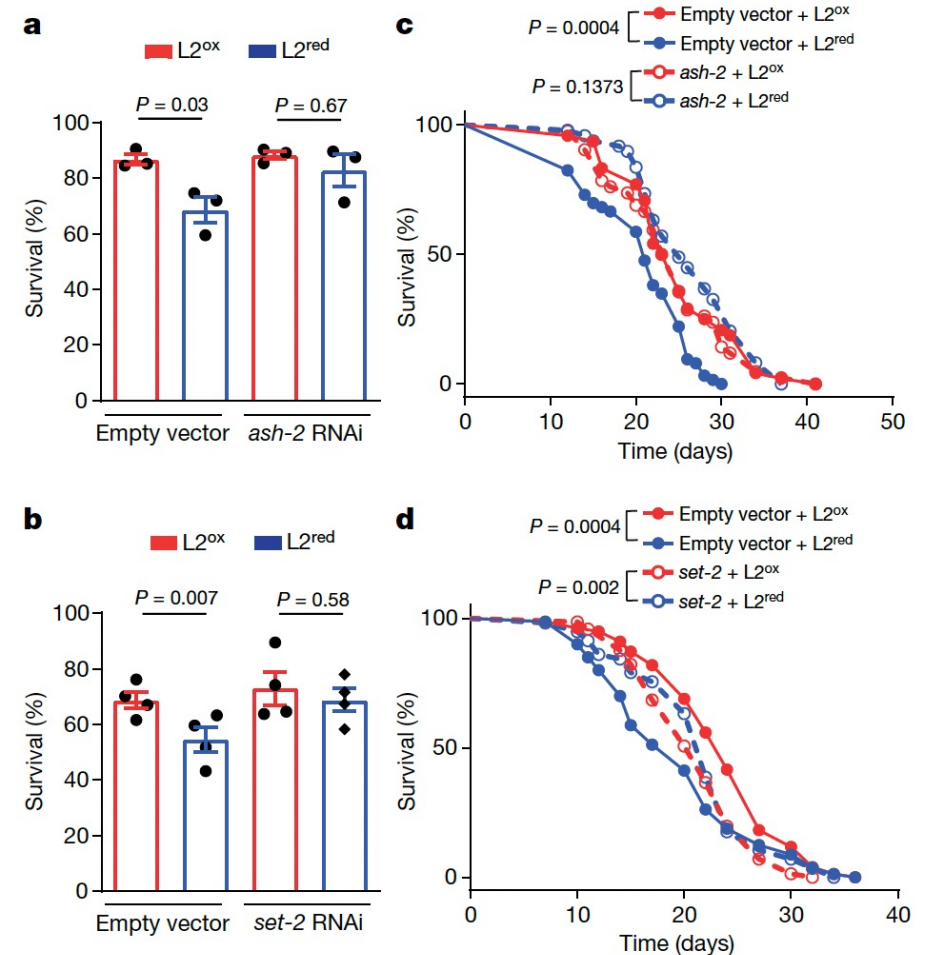 a
L2ox L2red
P = 0.03 P = 0.67
100
80
60
40
20
0
Survival (%)
Empty vector ash-2 RNAi
c
P = 0.0004
Empty vector + L2ox
Empty vector + L2red
P = 0.1373
ash-2 + L2ox
ash-2 + L2red
100
50
0
Survival (%)
0 10 20 30 40 50
Time (days)
b
L2ox L2red
P = 0.007 P = 0.58
100
80
60
40
20
0
Survival (%)
Empty vector set-2 RNAi
d
P = 0.0004
Empty vector + L2ox
Empty vector + L2red
P = 0.002
set-2 + L2ox
set-2 + L2red
100
50
0
Survival (%)
0 10 20 30 40
Time (days)